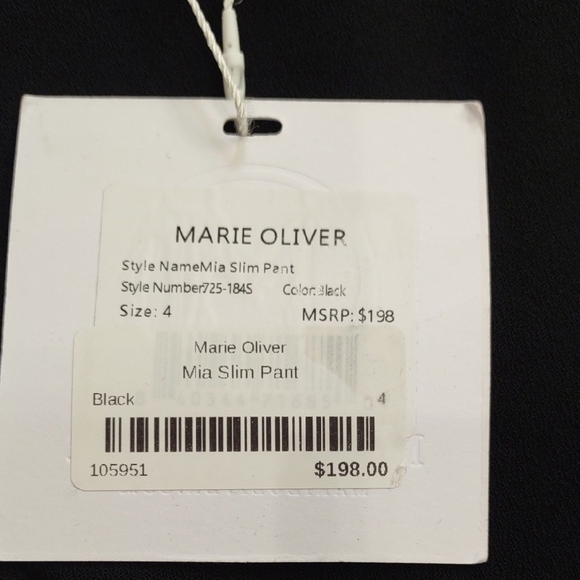 MARIE OLIVER
Style NameMia Slim Pant
Style Number725-184S Color:Black
Size: 4 MSRP: $198
Marie Oliver
Mia Slim Pant
Black 4
105951 $198.00